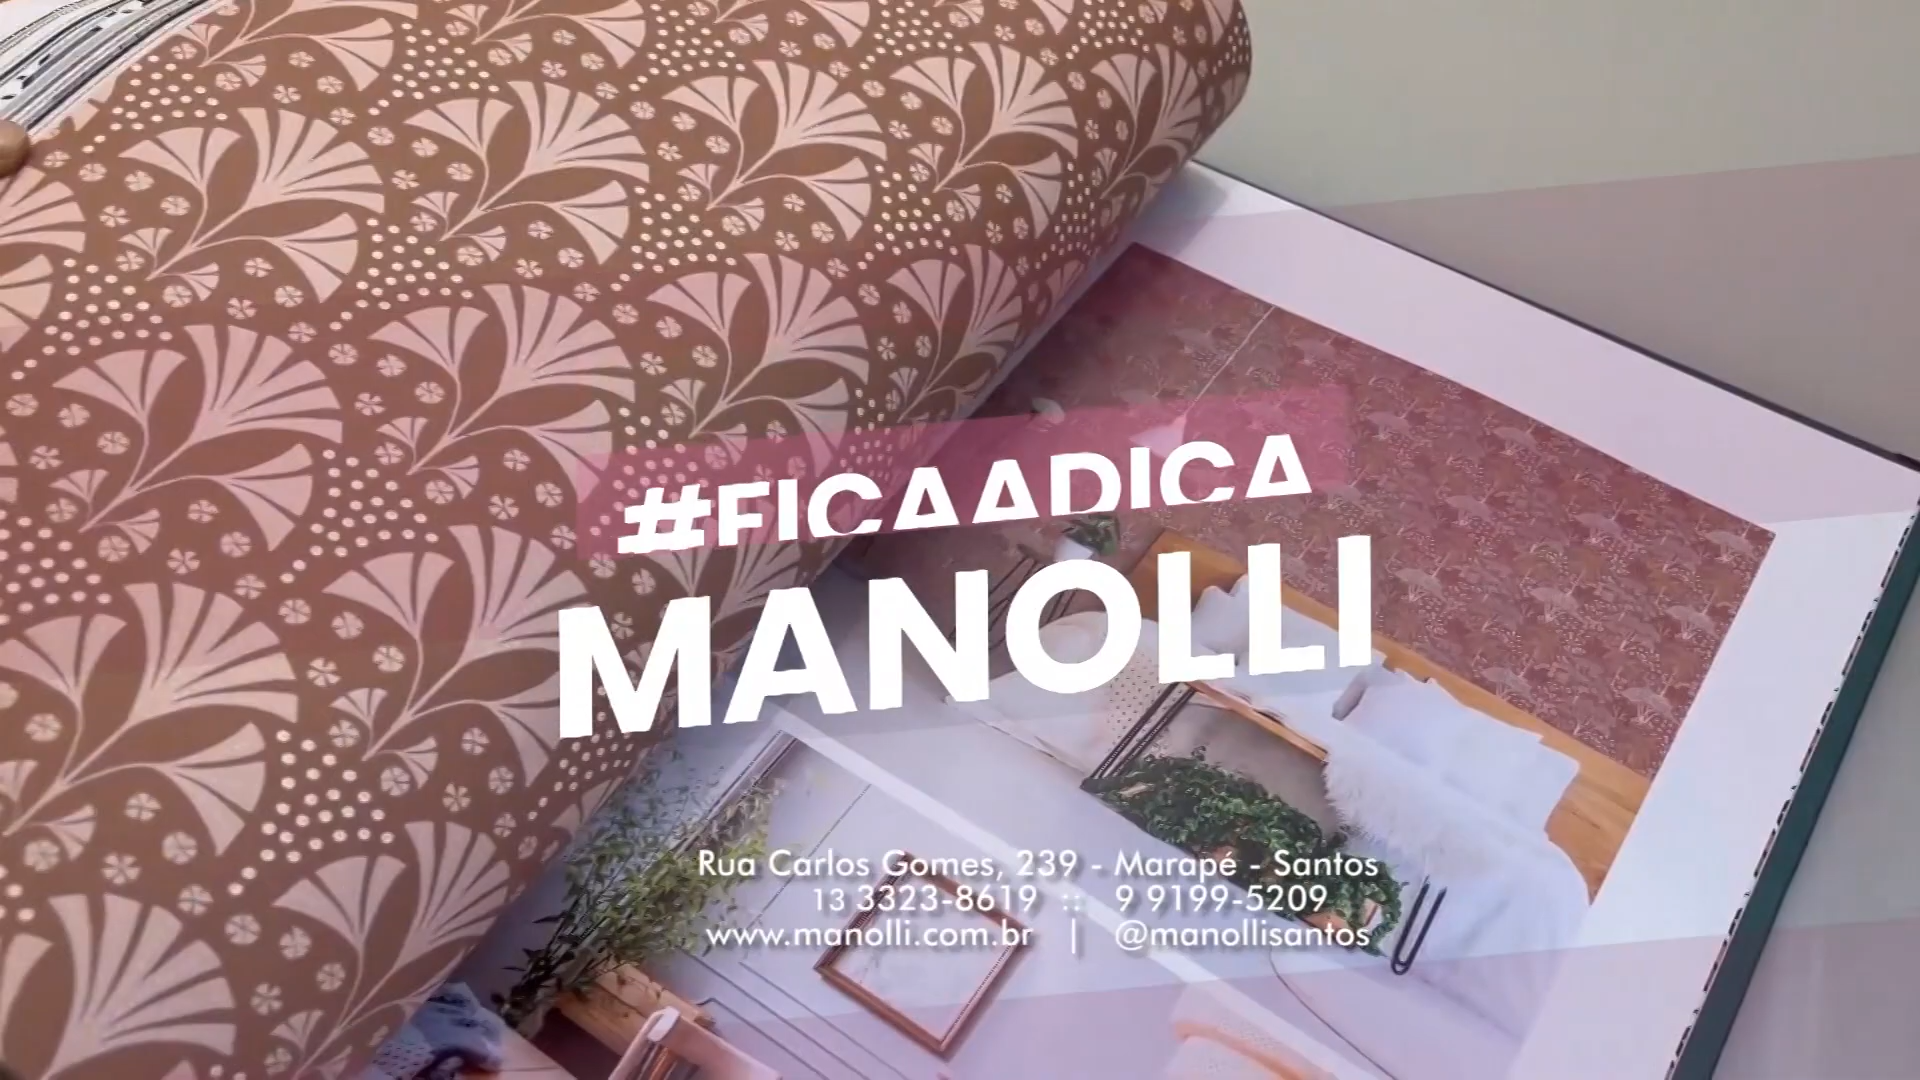 #FICAADICA
MANOLLI
Rua Carlos Gomes, 239 - Marapé - Santos
13 3323-8619 :: 9 9199-5209
www.manolli.com.br | @manollisantos